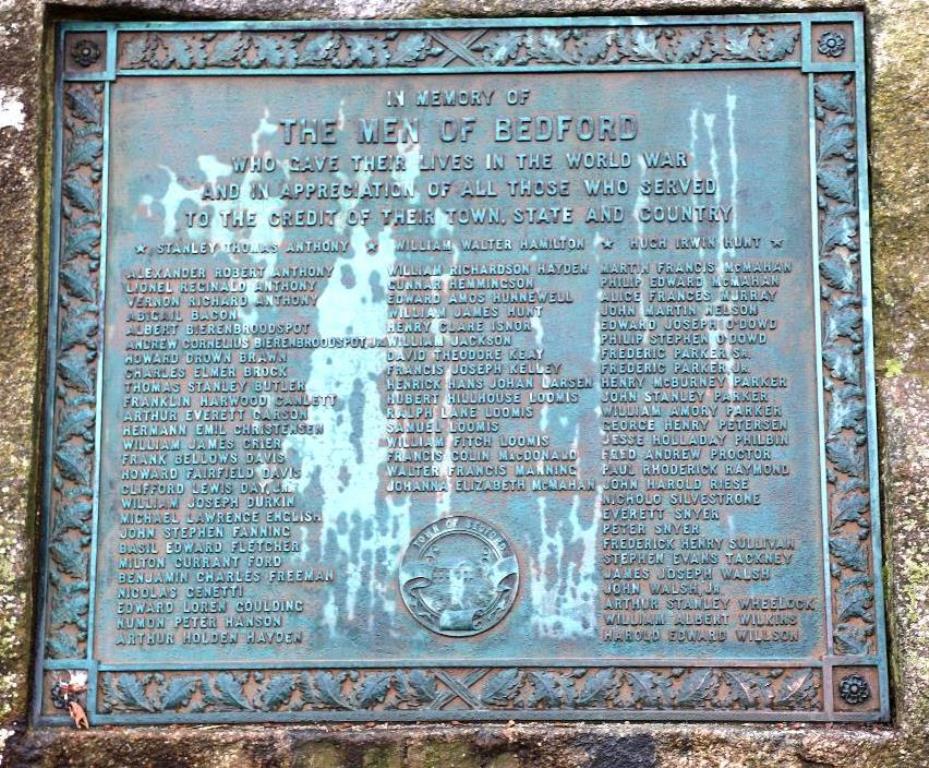 IN MEMORY OF
THE MEN OF BEDFORD
WHO GAVE THEIR LIVES IN THE WORLD WAR
AND IN APPRECIATION OF ALL THOSE WHO SERVED
TO THE CREDIT OF THEIR TOWN, STATE AND COUNTRY
★ STANLEY THOMAS ANTHONY ★ WILLIAM WALTER HAMILTON ★ HUGH IRWIN HUNT ★
ALEXANDER ROBERT ANTHONY
LIONEL REGINALD ANTHONY
VERNON RICHARD ANTHONY
ABIGAIL BACON
ALBERT BIERENBROODSPOT
ANDREW CORNELIUS BIERENBROODSPOT, JR.
HOWARD BROWN BRAWN
CHARLES ELMER BROCK
THOMAS STANLEY BUTLER
FRANKLIN HARWOOD
ARTHUR EVERETT CARSON
HERMANN EMIL CHRISTENSEN
WILLIAM JAMES GRIER
FRANK BELLOWS DAVIS
HOWARD FAIRFIELD DAVIS
CLIFFORD LEWIS DAY, JR.
WILLIAM JOSEPH DURKIN
MICHAEL LAWRENCE ENGLISH
JOHN STEPHEN FANNING
BASIL EDWARD FLETCHER
MILTON CURRANT FORD
BENJAMIN CHARLES FREEMAN
NICOLAS GENETTI
EDWARD LOREN GOULDING
NUMON PETER HANSON
ARTHUR HOLDEN HAYDEN
WILLIAM RICHARDSON HAYDEN
GUNNAR HEMMINGSON
EDWARD AMOS HUNNEWELL
WILLIAM JAMES HUNT
HENRY CLARE ISNOR
WILLIAM JACKSON
DAVID THEODORE KEAY
FRANCIS JOSEPH KELLEY
HENRICK HANS JOHAN LARSEN
HUBERT HILLHOUSE LOOMIS
RALPH LANE LOOMIS
SAMUEL LOOMIS
WILLIAM FITCH LOOMIS
FRANCIS COLIN MACDONALD
WALTER FRANCIS MANNING
JOHANNA ELIZABETH MCMAHAN
TOWN OF BEDFORD
MARTIN FRANCIS MCMAHAN
PHILIP EDWARD MCMAHAN
ALICE FRANCES MURRAY
JOHN MARTIN NELSON
EDWARD JOSEPH O'DOWD
PHILIP STEPHEN O'DOWD
FREDERIC PARKER SR.
FREDERIC PARKER JR.
HENRY MCBURNEY PARKER
JOHN STANLEY PARKER
WILLIAM AMORY PARKER
GEORGE HENRY PETERSEN
JESSE HOLLADAY PHILBIN
FRED ANDREW PROCTOR
PAUL RHODERICK RAYMOND
JOHN HAROLD RIESE
NICHOLO SILVESTRONE
EVERETT SNYER
PETER SNYER
FREDERICK HENRY SULLIVAN
STEPHEN EVANS TACKNEY
JAMES JOSEPH WALSH
JOHN WALSH, JR.
ARTHUR STANLEY WHEELOCK
WILLIAM ALBERT WILKINS
HAROLD EDWARD WILLSON